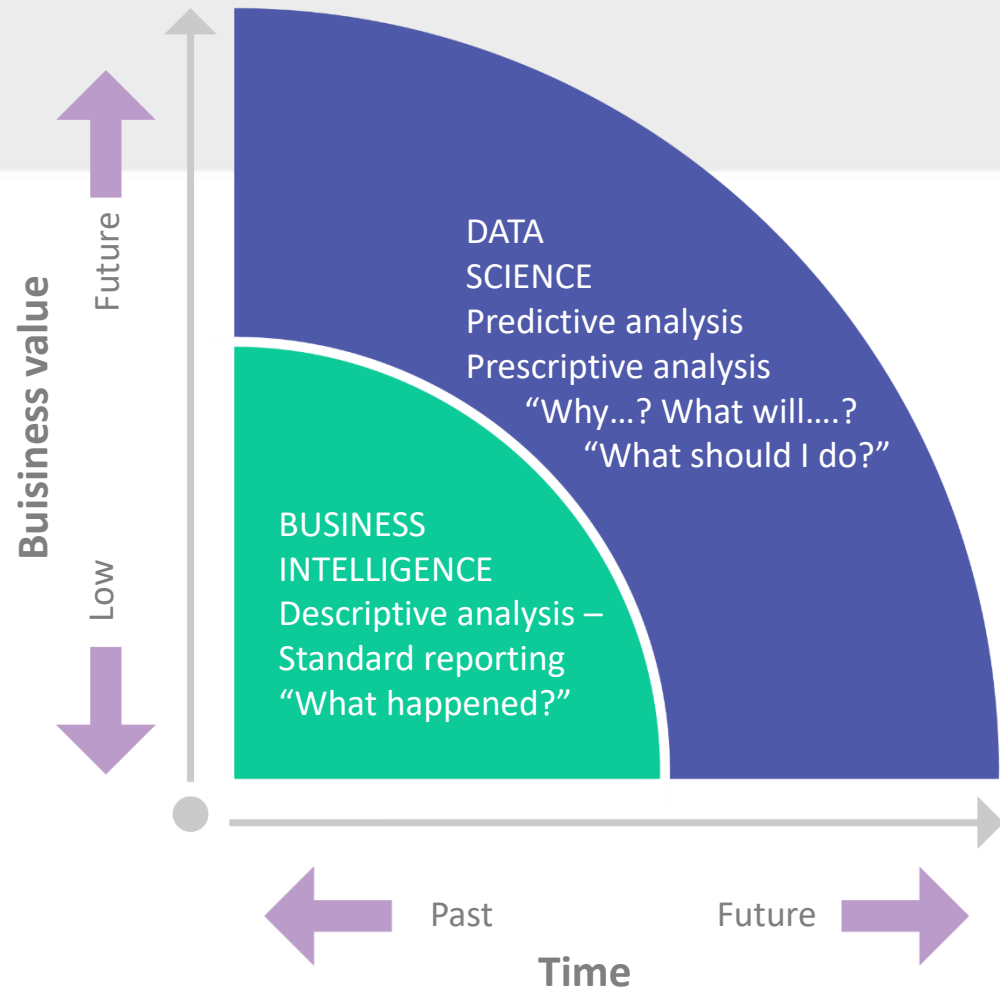 Buisiness value
Future
Low
DATA
SCIENCE
Predictive analysis
Prescriptive analysis
“Why…? What will….?
“What should I do?”
BUSINESS
INTELLIGENCE
Descriptive analysis –
Standard reporting
“What happened?”
Past
Future
Time